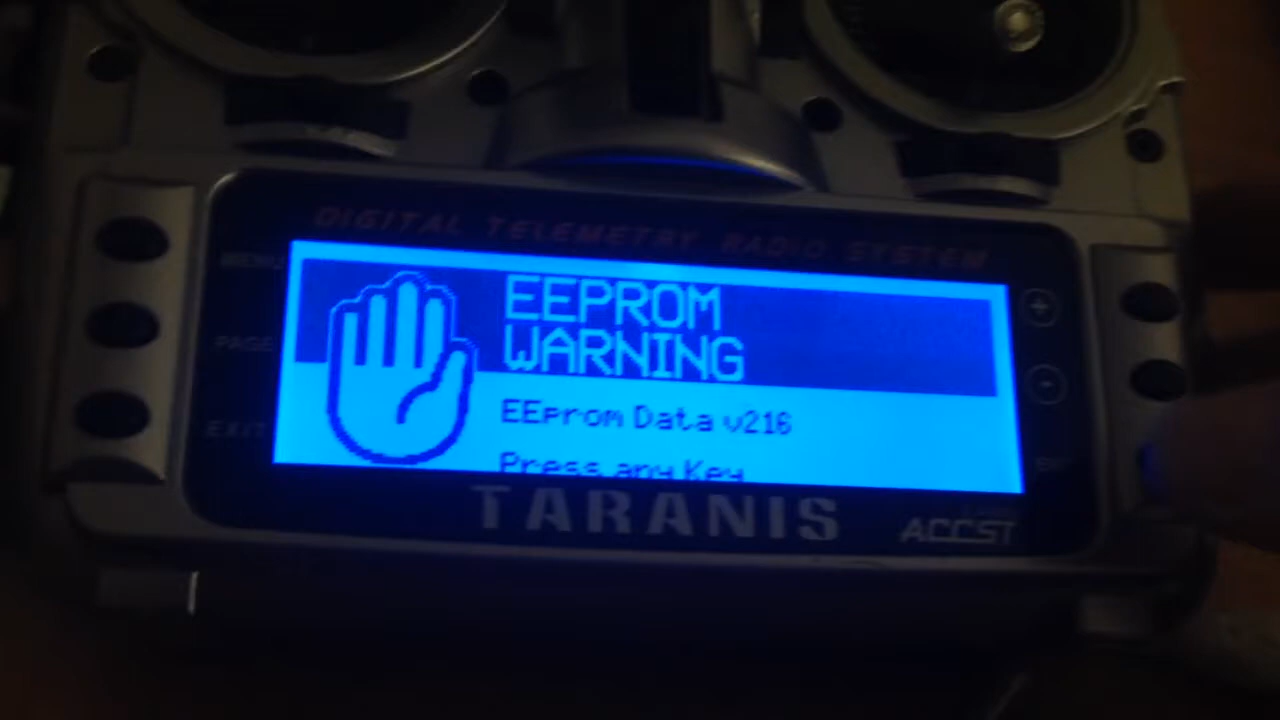 DIGITAL TELEMETRY RADIO SYSTEM
MENU
PAGE
EXIT
EEPROM
WARNING
EEprom Data v216
Press any Key
+
-
TARANIS
ACCST